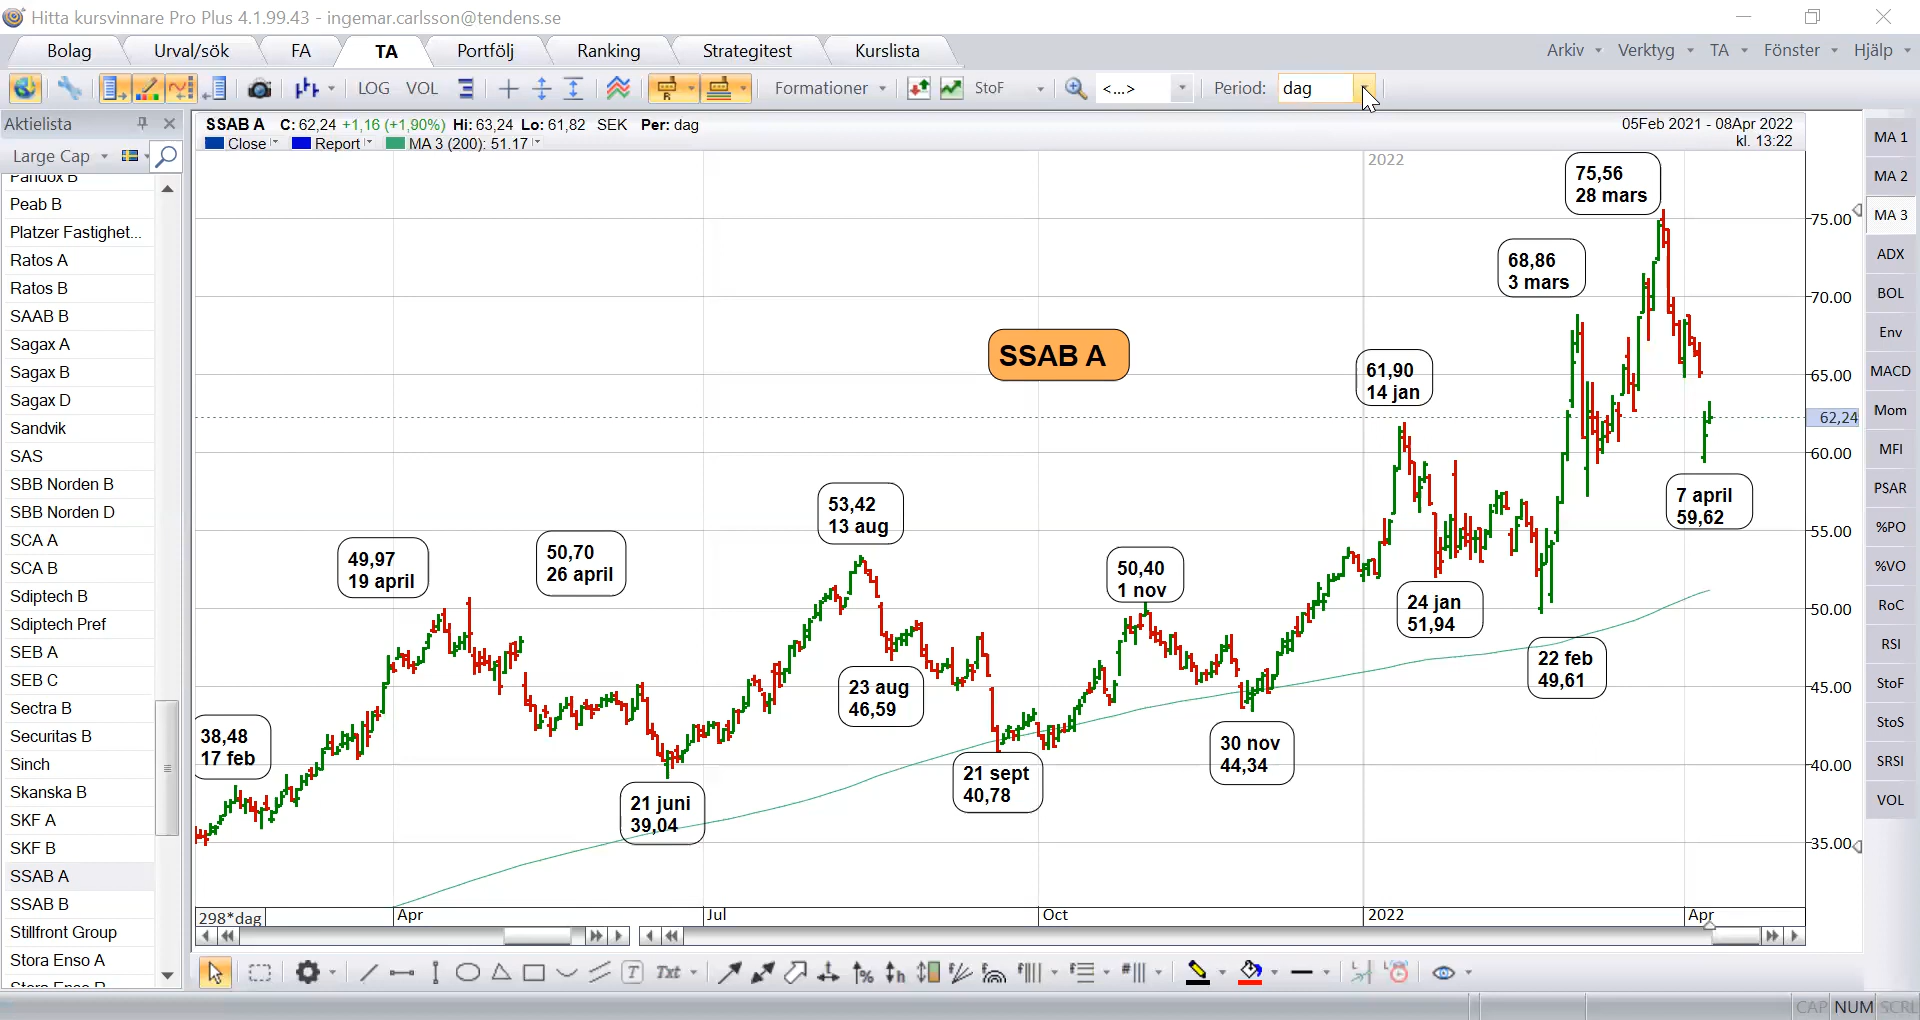 Hitta kursvinnare Pro Plus 4.1.99.43 - ingemar.carlsson@tendens.se
Bolag Urval/sök FA TA Portfölj Ranking Strategitest Kurslista Arkiv Verktyg TA Fönster Hjälp
LOG VOL R Formationer StoF <...> Period: dag
Aktielista
Large Cap
Pandox B
Peab B
Platzer Fastighet...
Ratos A
Ratos B
SAAB B
Sagax A
Sagax B
Sagax D
Sandvik
SAS
SBB Norden B
SBB Norden D
SCA A
SCA B
Sdiptech B
Sdiptech Pref
SEB A
SEB C
Sectra B
Securitas B
Sinch
Skanska B
SKF A
SKF B
SSAB A
SSAB B
Stillfront Group
Stora Enso A
Stora Enso R
SSAB A C: 62,24 +1,16 (+1,90%) Hi: 63,24 Lo: 61,82 SEK Per: dag
Close Report MA 3 (200): 51.17
05Feb 2021 - 08Apr 2022
kl. 13:22
2022
75,56
28 mars
68,86
3 mars
SSAB A
61,90
14 jan
53,42
13 aug
49,97
19 april
50,70
26 april
50,40
1 nov
7 april
59,62
24 jan
51,94
22 feb
49,61
23 aug
46,59
38,48
17 feb
30 nov
44,34
21 sept
40,78
21 juni
39,04
75.00
70.00
65.00
62,24
60.00
55.00
50.00
45.00
40.00
35.00
298*dag Apr Jul Oct 2022 Apr
MA 1
MA 2
MA 3
ADX
BOL
Env
MACD
Mom
MFI
PSAR
%PO
%VO
RoC
RSI
StoF
StoS
SRSI
VOL
T Txt % h #
CAP NUM SCRL